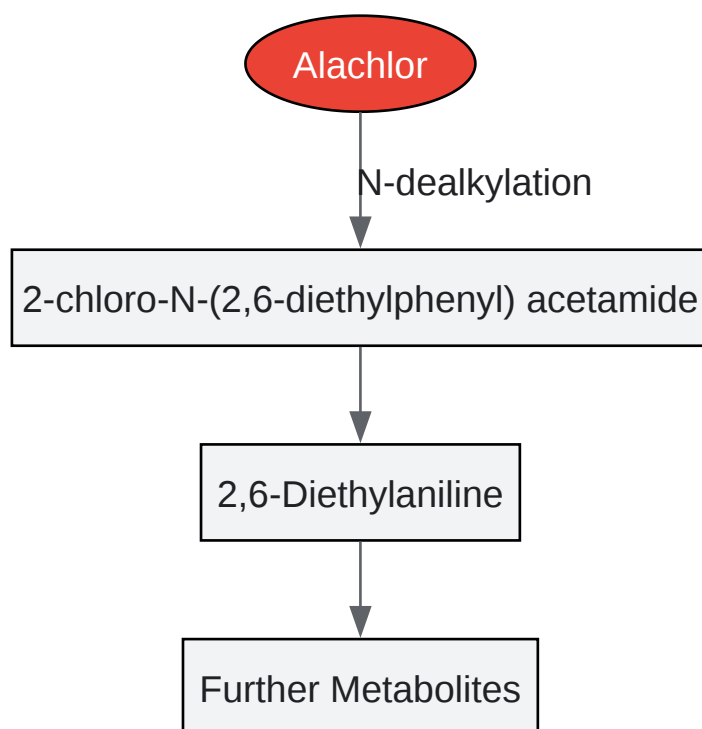 Alachlor
N-dealkylation
2-chloro-N-(2,6-diethylphenyl) acetamide
2,6-Diethylaniline
Further Metabolites